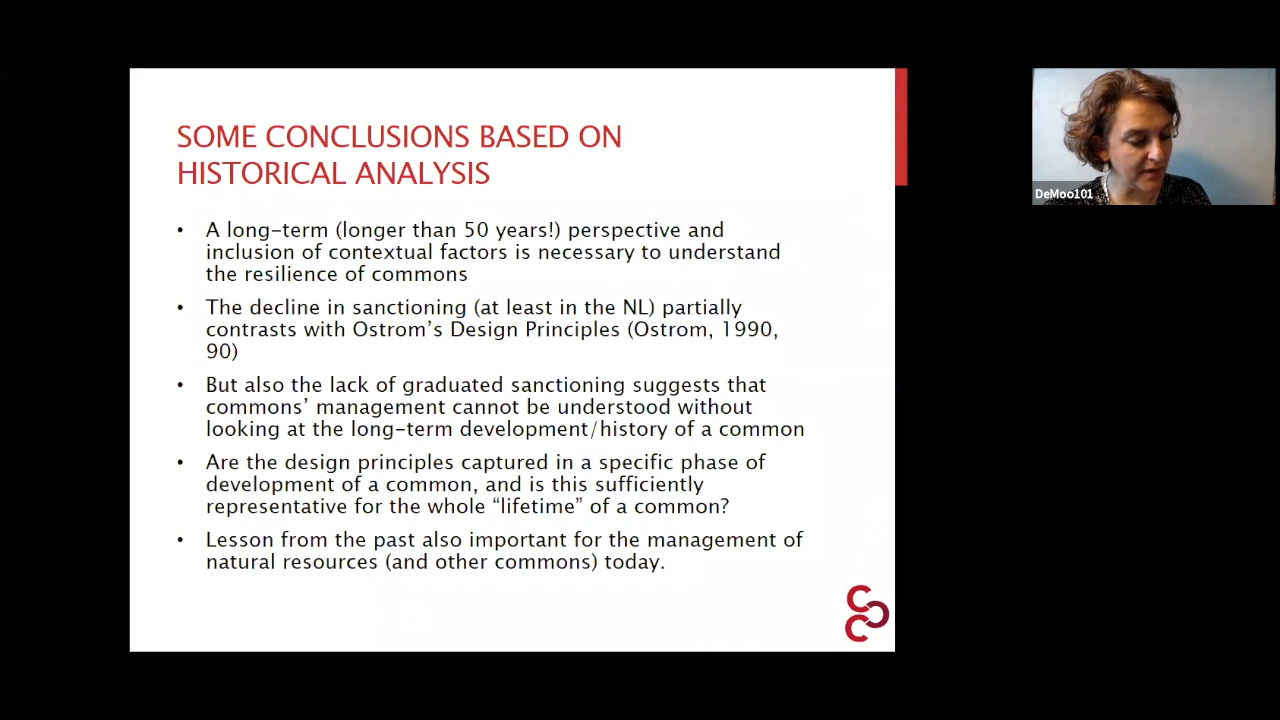 SOME CONCLUSIONS BASED ON
HISTORICAL ANALYSIS
• A long-term (longer than 50 years!) perspective and
inclusion of contextual factors is necessary to understand
the resilience of commons
• The decline in sanctioning (at least in the NL) partially
contrasts with Ostrom's Design Principles (Ostrom, 1990,
90)
• But also the lack of graduated sanctioning suggests that
commons' management cannot be understood without
looking at the long-term development/history of a common
• Are the design principles captured in a specific phase of
development of a common, and is this sufficiently
representative for the whole “lifetime” of a common?
• Lesson from the past also important for the management of
natural resources (and other commons) today.
DeMoo101